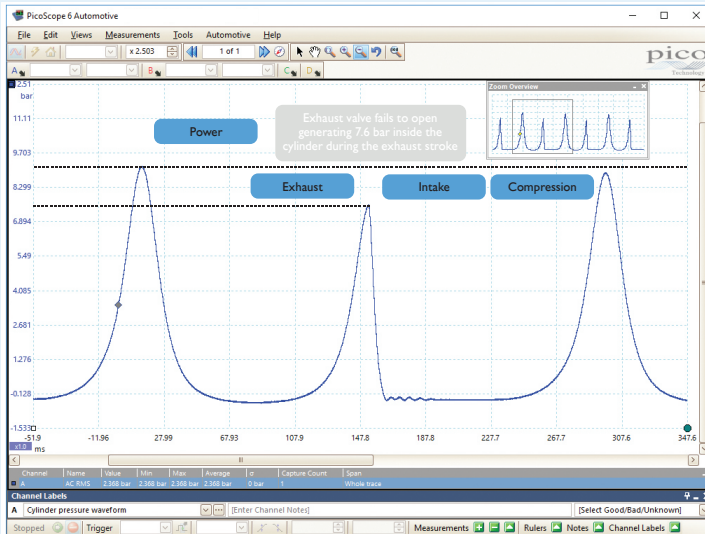 PicoScope 6 Automotive
File Edit Views Measurements Tools Automotive Help
x 2.503 1 of 1
pico
Technology
A B C D
2.51
bar
Zoom Overview
11.11
Power
Exhaust valve fails to open
generating 7.6 bar inside the
cylinder during the exhaust stroke
9.703
8.299
Exhaust Intake Compression
6.894
5.49
4.085
2.681
1.276
-0.128
-1.533
-51.9 -11.96 27.99 67.93 107.9 147.8 187.8 227.7 267.7 307.6 347.6
x1.0 ms
Channel Name Value Min Max Average σ Capture Count Span
A AC RMS 2.368 bar 2.368 bar 2.368 bar 2.368 bar 0 bar 1 Whole trace
Channel Labels
A Cylinder pressure waveform [Enter Channel Notes] [Select Good/Bad/Unknown]
Stopped Trigger Measurements Rulers Notes Channel Labels